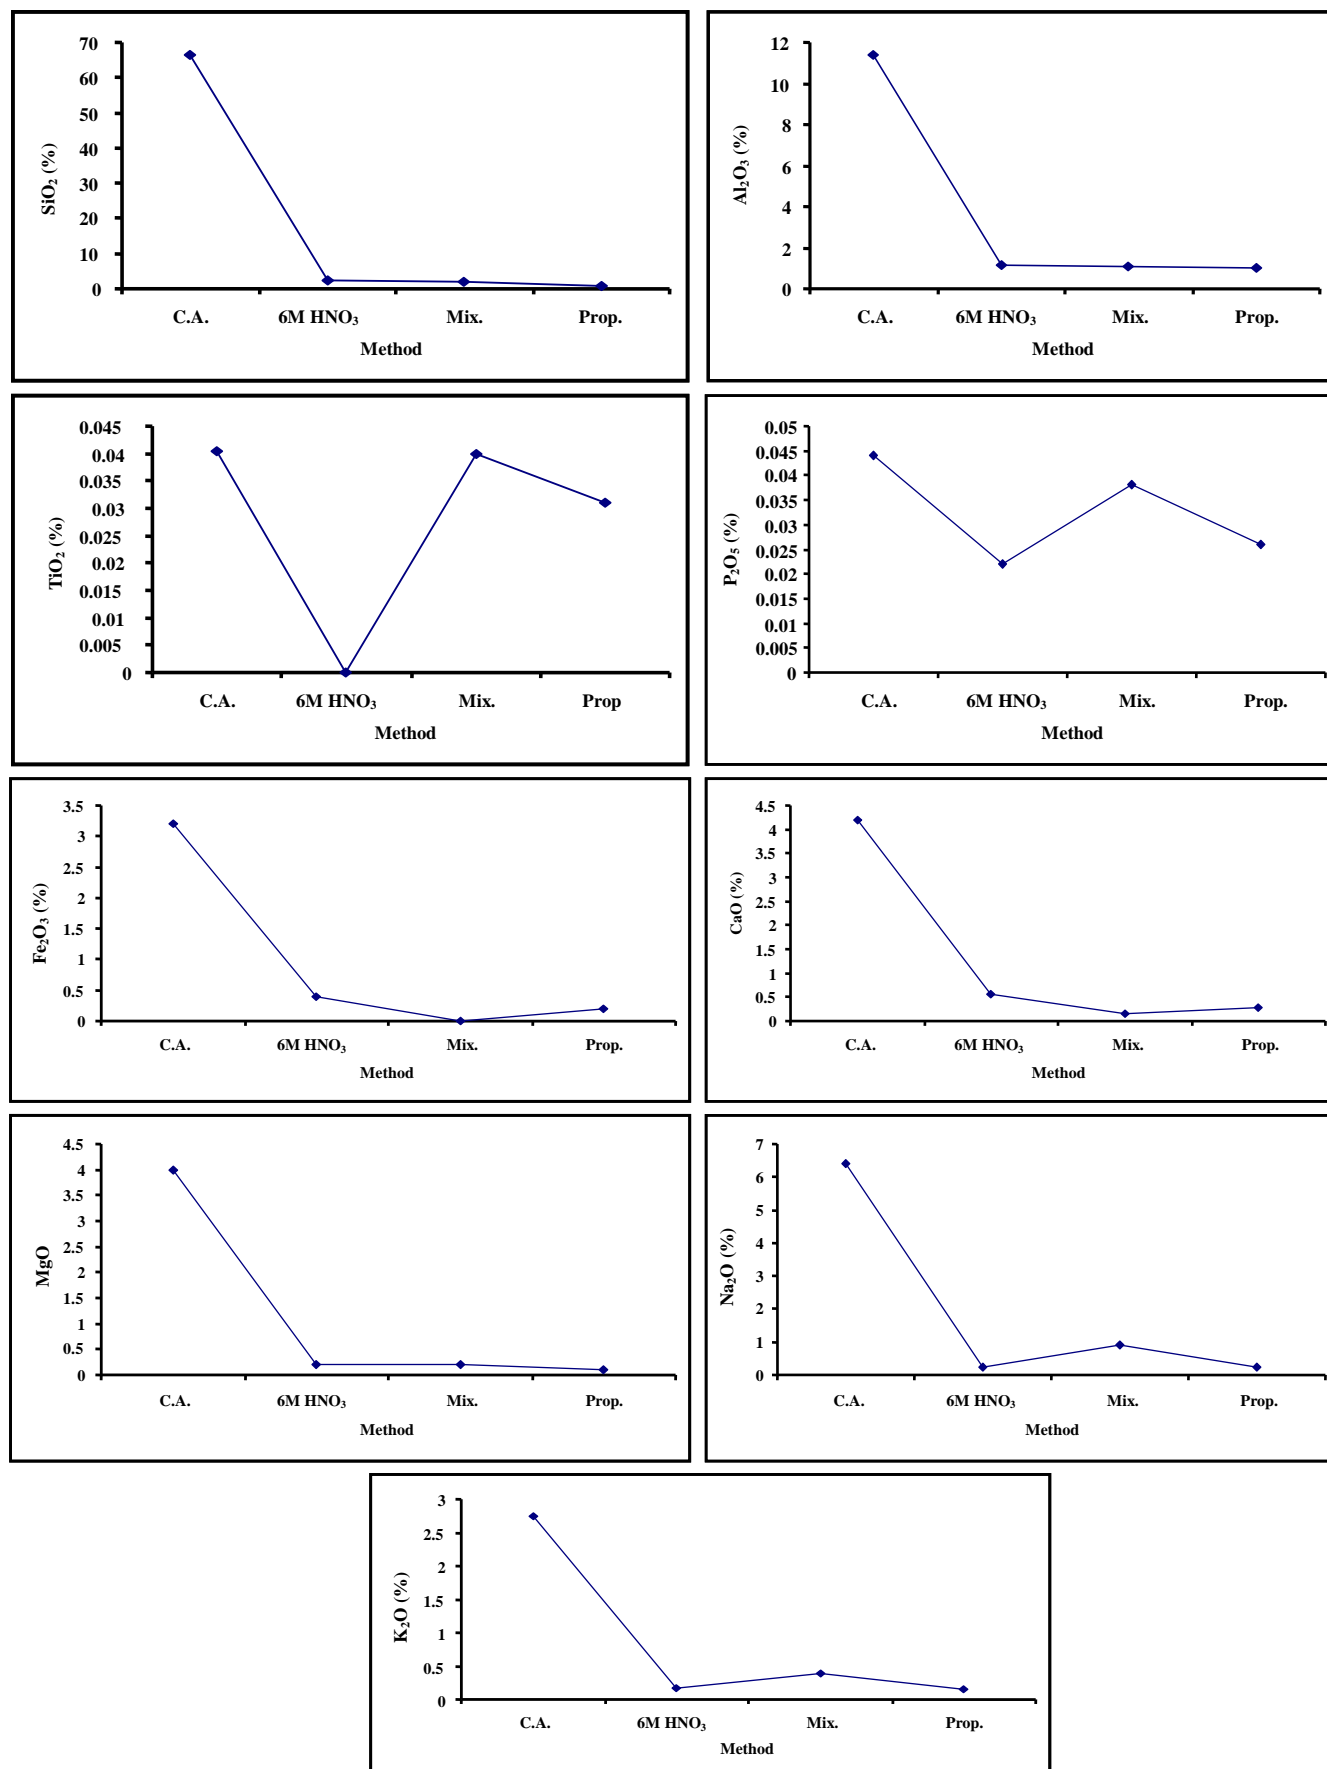 SiO₂ (%)
70
60
50
40
30
20
10
0
C.A. 6M HNO₃ Mix. Prop.
Method
Al₂O₃ (%)
12
10
8
6
4
2
0
C.A. 6M HNO₃ Mix. Prop.
Method
TiO₂ (%)
0.045
0.04
0.035
0.03
0.025
0.02
0.015
0.01
0.005
0
C.A. 6M HNO₃ Mix. Prop
Method
P₂O₅ (%)
0.05
0.045
0.04
0.035
0.03
0.025
0.02
0.015
0.01
0.005
0
C.A. 6M HNO₃ Mix. Prop.
Method
Fe₂O₃ (%)
3.5
3
2.5
2
1.5
1
0.5
0
C.A. 6M HNO₃ Mix. Prop.
Method
CaO (%)
4.5
4
3.5
3
2.5
2
1.5
1
0.5
0
C.A. 6M HNO₃ Mix. Prop.
Method
MgO
4.5
4
3.5
3
2.5
2
1.5
1
0.5
0
C.A. 6M HNO₃ Mix. Prop.
Method
Na₂O (%)
7
6
5
4
3
2
1
0
C.A. 6M HNO₃ Mix. Prop.
Method
K₂O (%)
3
2.5
2
1.5
1
0.5
0
C.A. 6M HNO₃ Mix. Prop.
Method